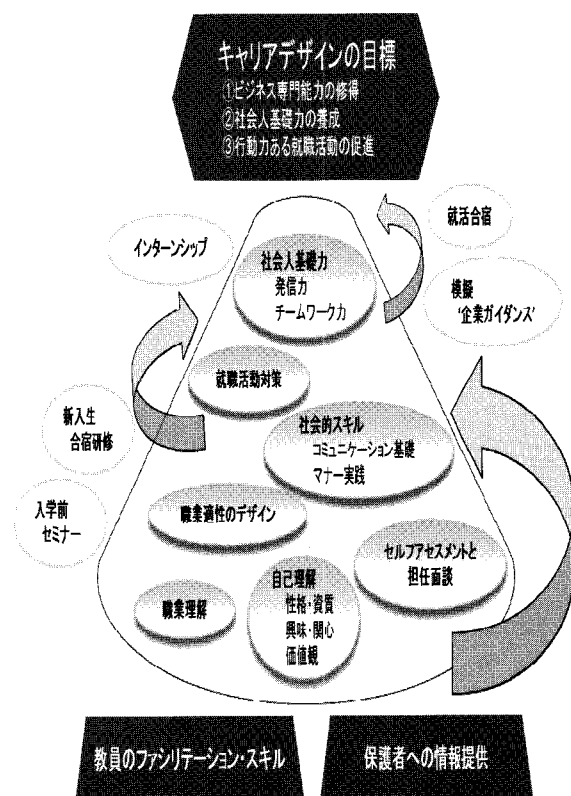 キャリアデザインの目標
①ビジネス専門能力の修得
②社会人基礎力の養成
③行動力ある就職活動の促進
就活合宿
インターンシップ
社会人基礎力
発信力
チームワーク力
模擬
‘企業ガイダンス’
就職活動対策
新入生
合宿研修
社会的スキル
コミュニケーション基礎
マナー実践
入学前
セミナー
職業適性のデザイン
セルフアセスメントと
担任面談
自己理解
性格・資質
興味・関心
価値観
職業理解
教員のファシリテーション・スキル
保護者への情報提供